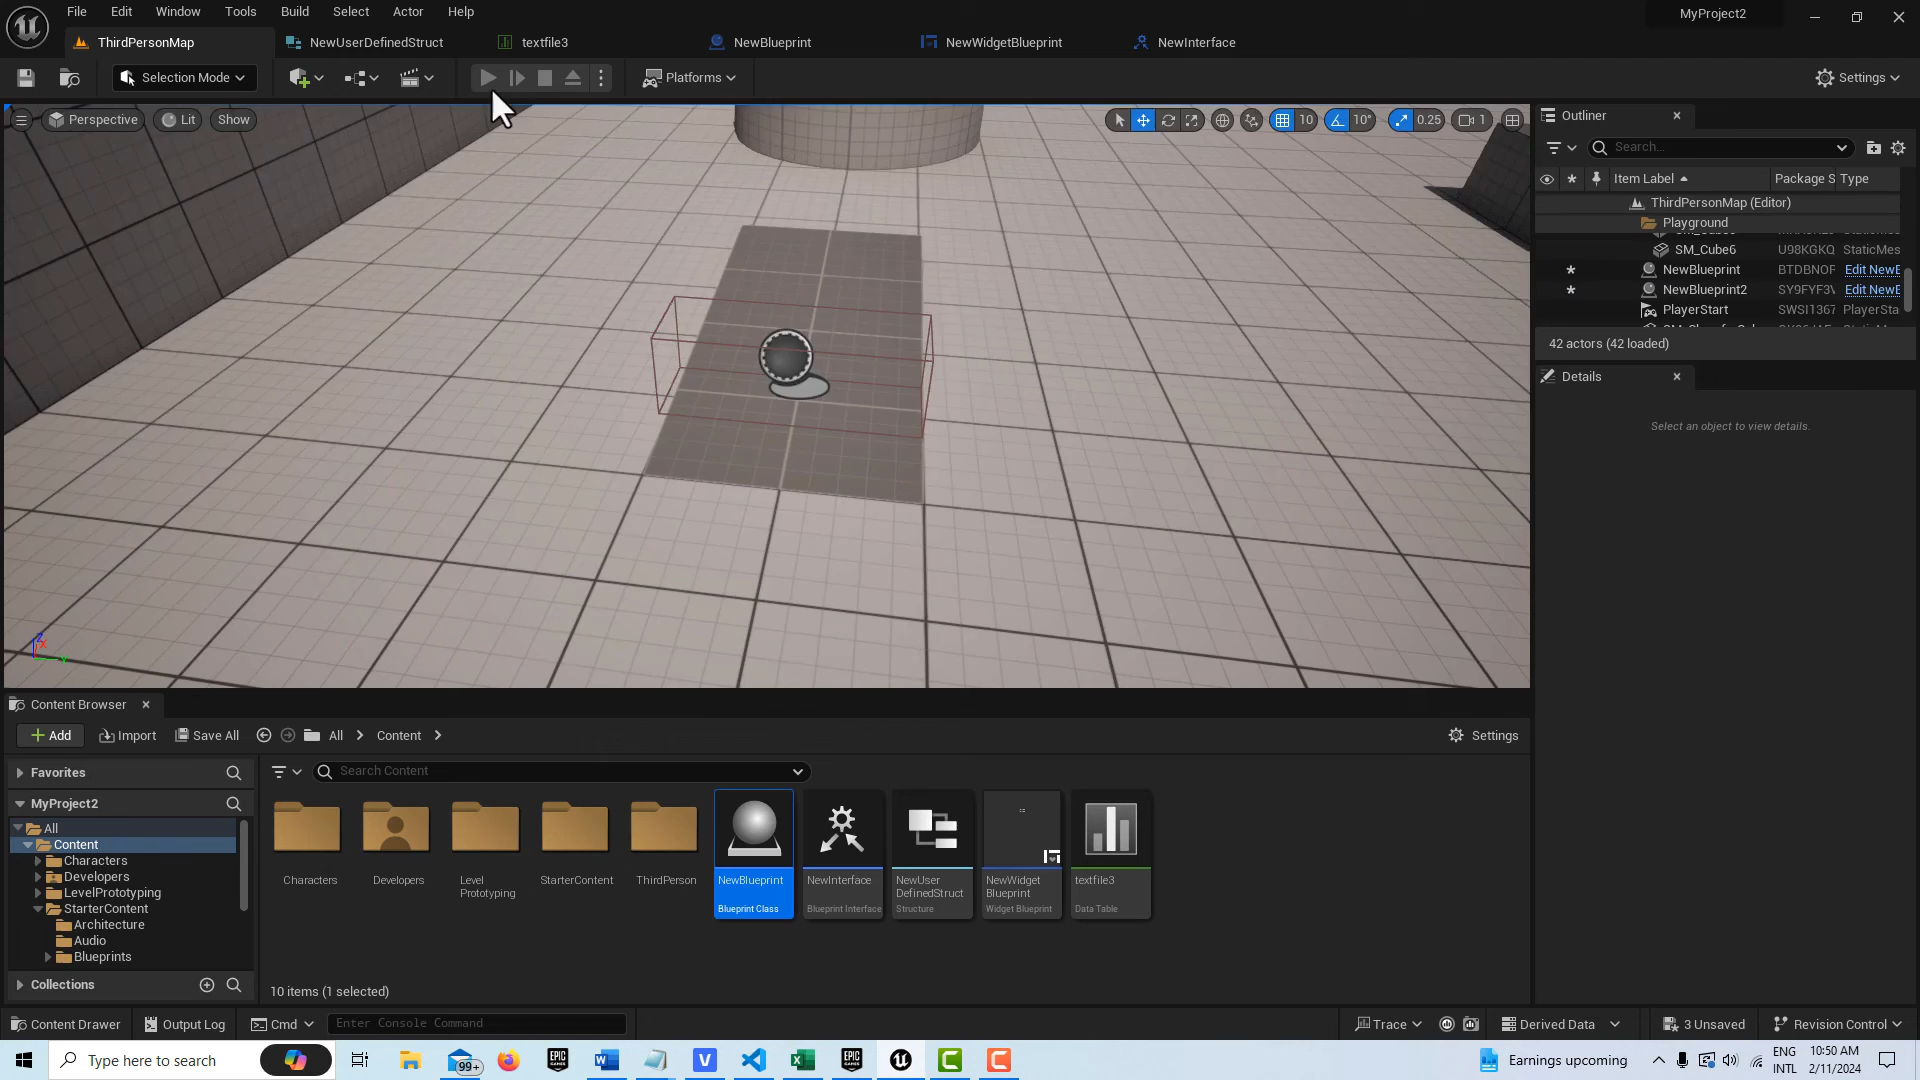 File Edit View Tools Build Select Actor Help
MyProject2
ThirdPersonMap
NewUserDefinedStruct
textfile3
NewBlueprint
NewWidgetBlueprint
NewInterface
Selection Mode
Platforms
Settings
Perspective
Lit
Show
10
10°
0.25
1
Outliner
Search...
Item Label
Package S
Type
ThirdPersonMap (Editor)
Playground
SM_Cube6
U98KGKQ
StaticMes
NewBlueprint
BTDBNOF
Edit NewE
NewBlueprint2
SY9FYF3V
Edit NewE
PlayerStart
SWSI1367
PlayerSta
42 actors (42 loaded)
Details
Select an object to view details.
Content Browser
Add
Import
Save All
All
Content
Settings
Favorites
Search Content
MyProject2
All
Content
Characters
Developers
LevelPrototyping
StarterContent
Architecture
Audio
Blueprints
Collections
Characters
Developers
Level
Prototyping
StarterContent
ThirdPerson
NewBlueprint
Blueprint Class
NewInterface
Blueprint Interface
NewUser
DefinedStruct
Structure
NewWidget
Blueprint
Widget Blueprint
textfile3
Data Table
10 items (1 selected)
Content Drawer
Output Log
Cmd
Enter Console Command
Trace
Derived Data
3 Unsaved
Revision Control
Type here to search
99+
Earnings upcoming
ENG
INTL
10:50 AM
2/11/2024